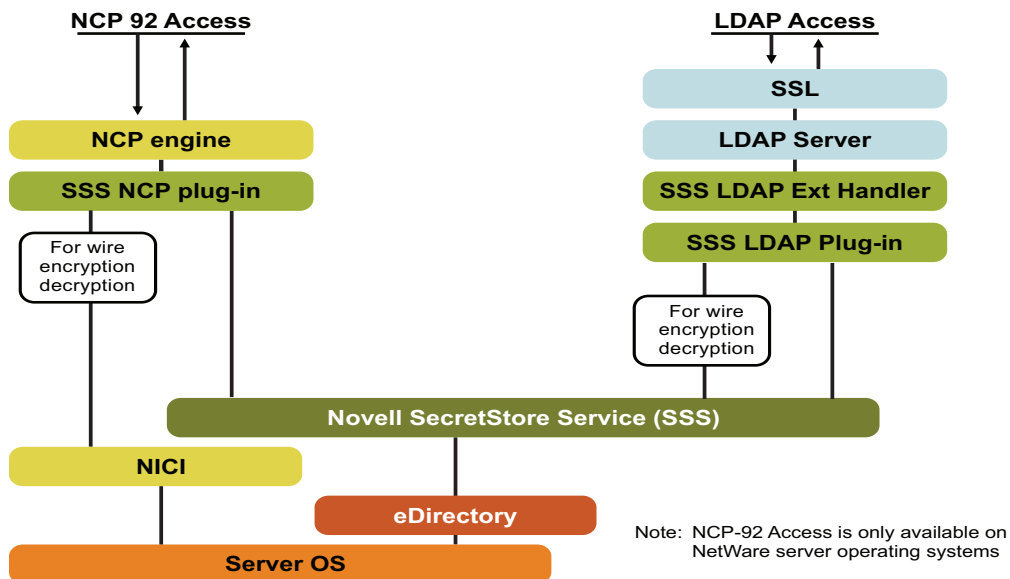 NCP 92 Access
LDAP Access
SSL
NCP engine
LDAP Server
SSS NCP plug-in
SSS LDAP Ext Handler
SSS LDAP Plug-in
For wire
encryption
decryption
For wire
encryption
decryption
Novell SecretStore Service (SSS)
NICI
eDirectory
Server OS
Note: NCP-92 Access is only available on
NetWare server operating systems